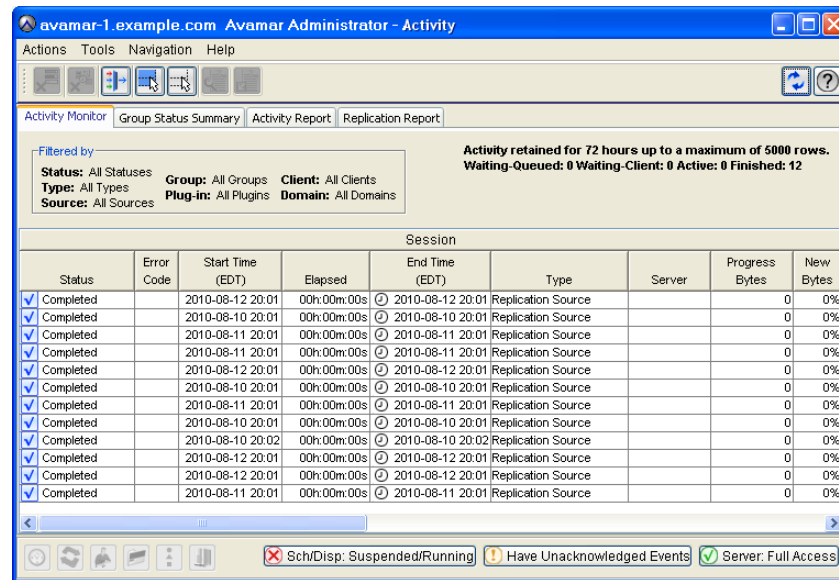 avamar-1.example.com Avamar Administrator - Activity
Actions Tools Navigation Help
Activity Monitor Group Status Summary Activity Report Replication Report
Filtered by
Status: All Statuses
Type: All Types
Source: All Sources
Group: All Groups Client: All Clients
Plug-in: All Plugins Domain: All Domains
Activity retained for 72 hours up to a maximum of 5000 rows.
Waiting-Queued: 0 Waiting-Client: 0 Active: 0 Finished: 12
Session
Status Error Code Start Time (EDT) Elapsed End Time (EDT) Type Server Progress Bytes New Bytes
Completed 2010-08-12 20:01 00h:00m:00s 2010-08-12 20:01 Replication Source 0 0%
Completed 2010-08-10 20:01 00h:00m:00s 2010-08-10 20:01 Replication Source 0 0%
Completed 2010-08-11 20:01 00h:00m:00s 2010-08-11 20:01 Replication Source 0 0%
Completed 2010-08-11 20:01 00h:00m:00s 2010-08-11 20:01 Replication Source 0 0%
Completed 2010-08-12 20:01 00h:00m:00s 2010-08-12 20:01 Replication Source 0 0%
Completed 2010-08-10 20:01 00h:00m:00s 2010-08-10 20:01 Replication Source 0 0%
Completed 2010-08-11 20:01 00h:00m:00s 2010-08-11 20:01 Replication Source 0 0%
Completed 2010-08-10 20:01 00h:00m:00s 2010-08-10 20:01 Replication Source 0 0%
Completed 2010-08-10 20:02 00h:00m:00s 2010-08-10 20:02 Replication Source 0 0%
Completed 2010-08-12 20:01 00h:00m:00s 2010-08-12 20:01 Replication Source 0 0%
Completed 2010-08-12 20:01 00h:00m:00s 2010-08-12 20:01 Replication Source 0 0%
Completed 2010-08-11 20:01 00h:00m:00s 2010-08-11 20:01 Replication Source 0 0%
Sch/Disp: Suspended/Running Have Unacknowledged Events Server: Full Access